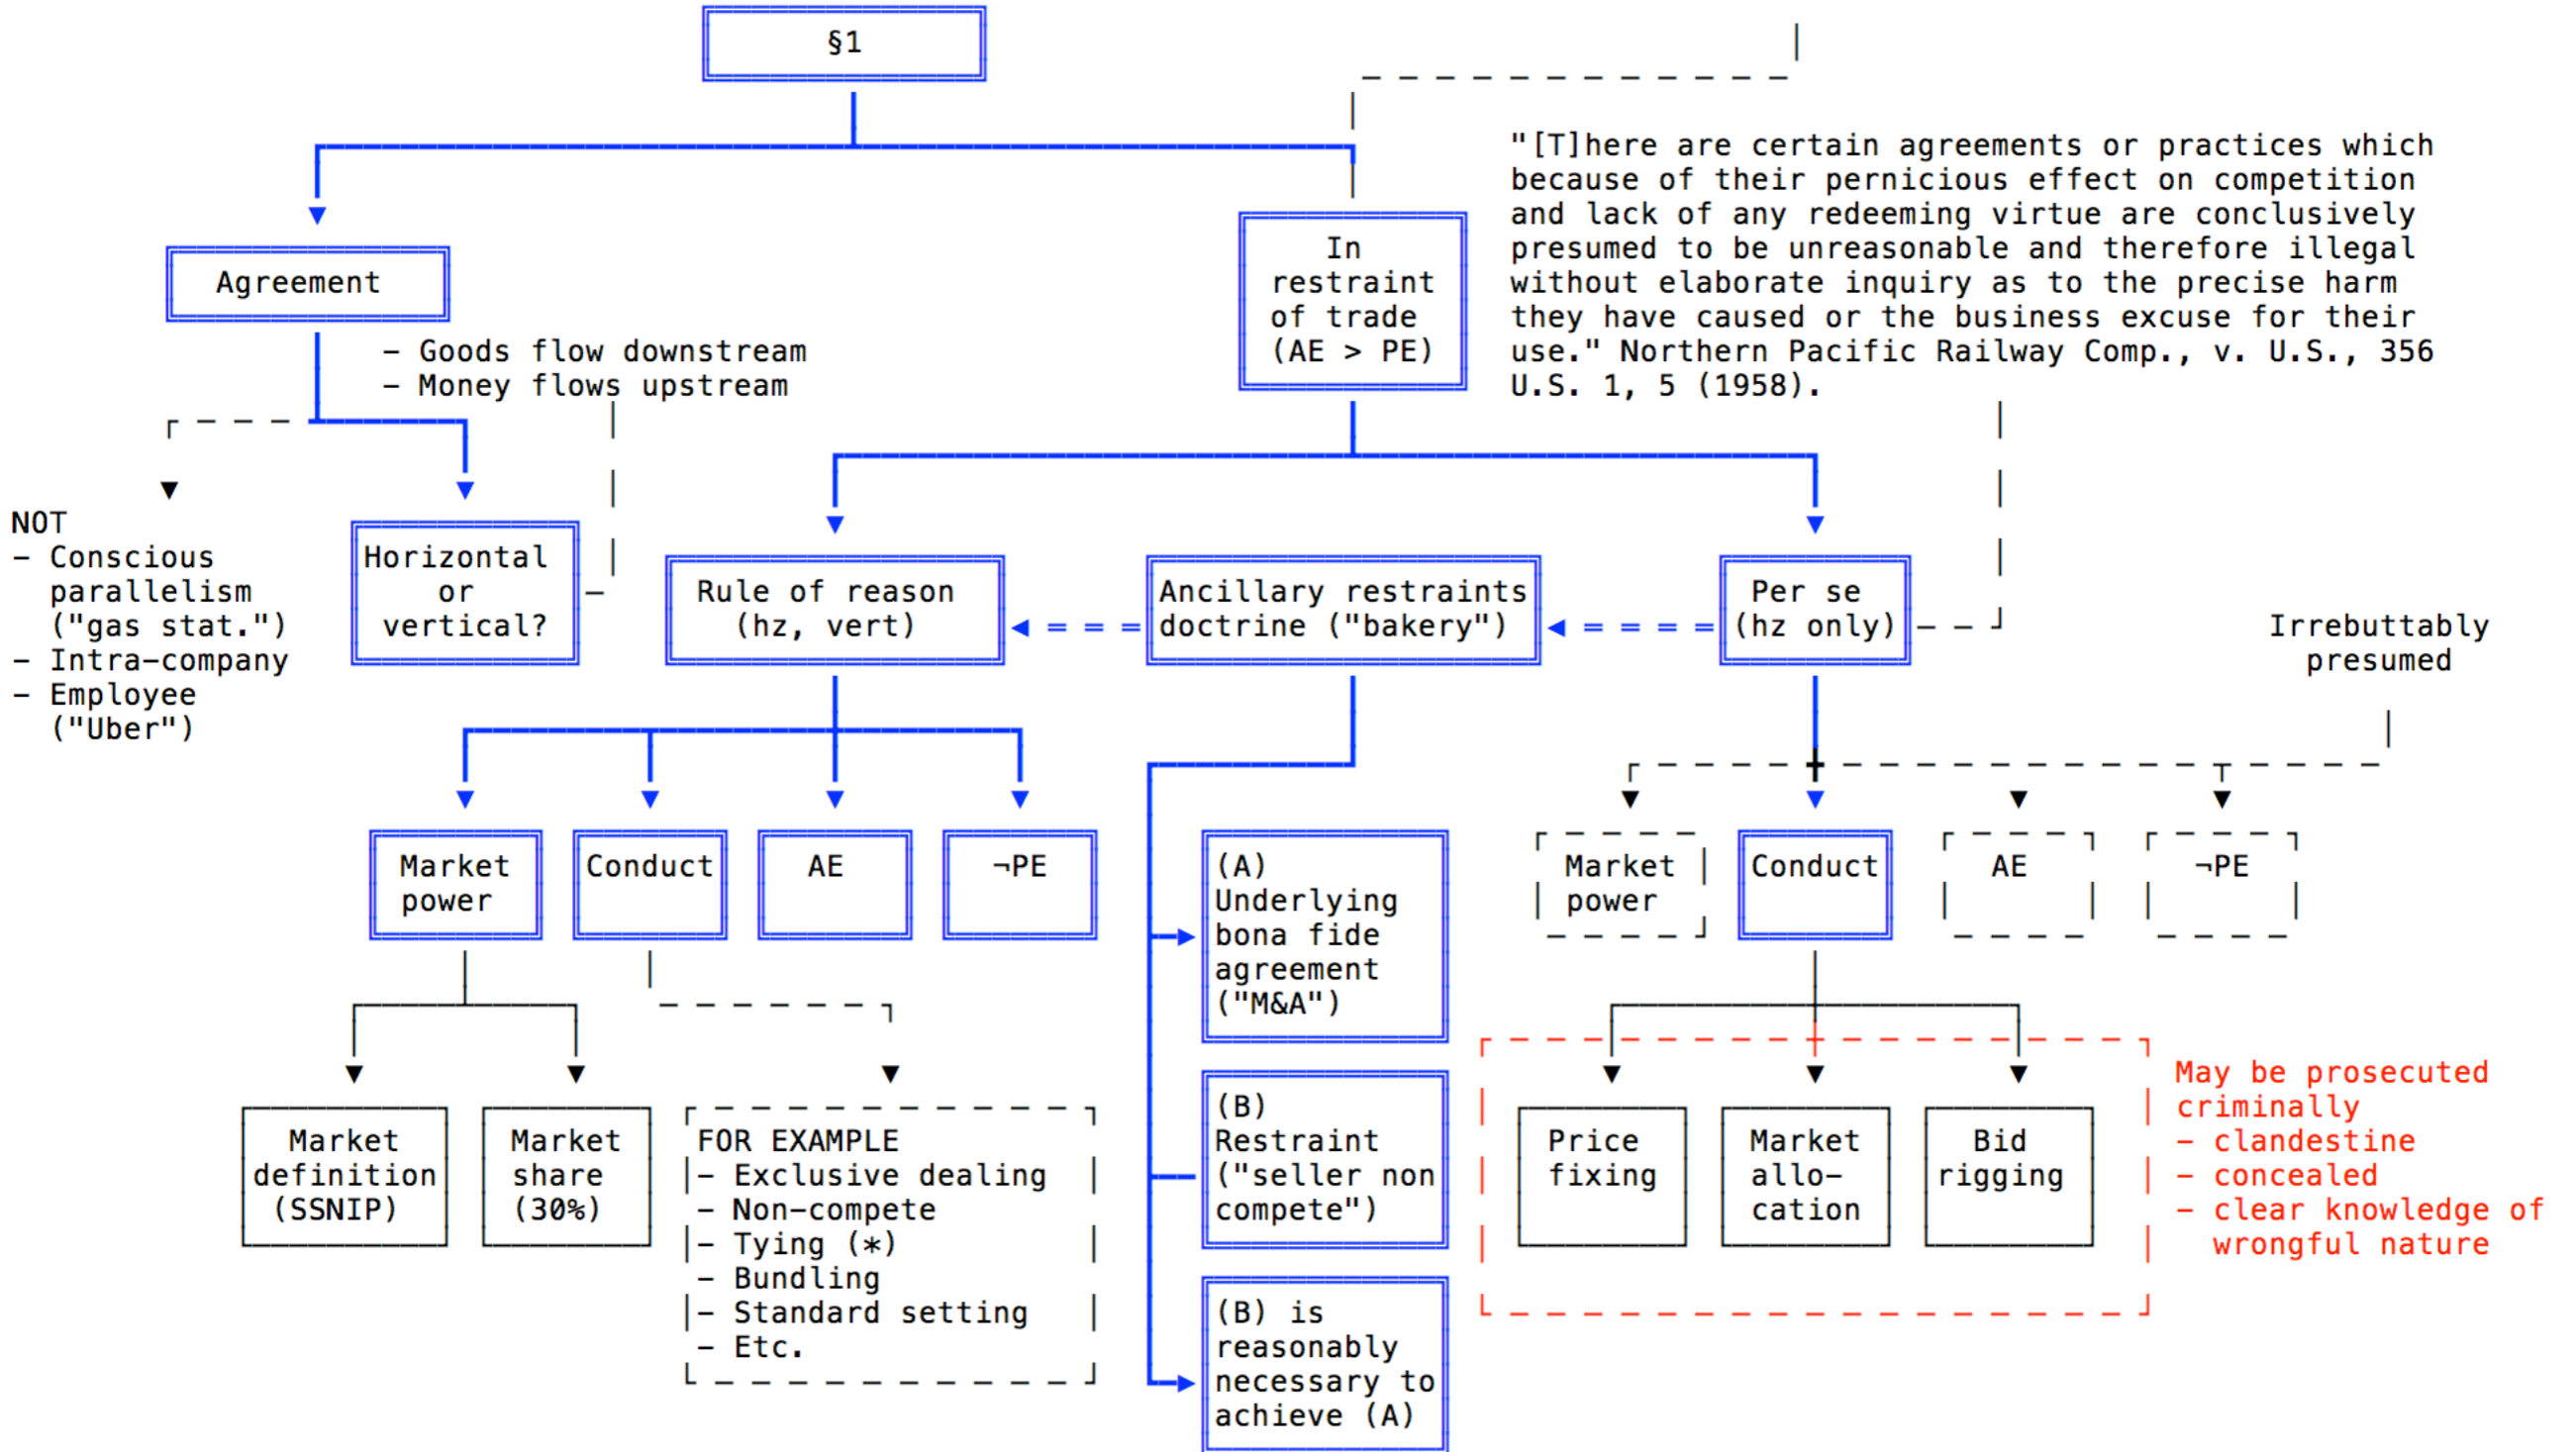 §1
"[T]here are certain agreements or practices which
because of their pernicious effect on competition
and lack of any redeeming virtue are conclusively
presumed to be unreasonable and therefore illegal
without elaborate inquiry as to the precise harm
they have caused or the business excuse for their
use." Northern Pacific Railway Comp., v. U.S., 356
U.S. 1, 5 (1958).
Agreement
In
restraint
of trade
(AE > PE)
- Goods flow downstream
- Money flows upstream
NOT
- Conscious
parallelism
("gas stat.")
- Intra-company
- Employee
("Uber")
Horizontal
or
vertical?
Rule of reason
(hz, vert)
Ancillary restraints
doctrine ("bakery")
Per se
(hz only)
Irrebuttably
presumed
Market
power
Conduct
AE
¬PE
(A)
Underlying
bona fide
agreement
("M&A")
Market
power
Conduct
AE
¬PE
Market
definition
(SSNIP)
Market
share
(30%)
FOR EXAMPLE
- Exclusive dealing
- Non-compete
- Tying (*)
- Bundling
- Standard setting
- Etc.
(B)
Restraint
("seller non
compete")
(B) is
reasonably
necessary to
achieve (A)
Price
fixing
Market
allo-
cation
Bid
rigging
May be prosecuted
criminally
- clandestine
- concealed
- clear knowledge of
wrongful nature